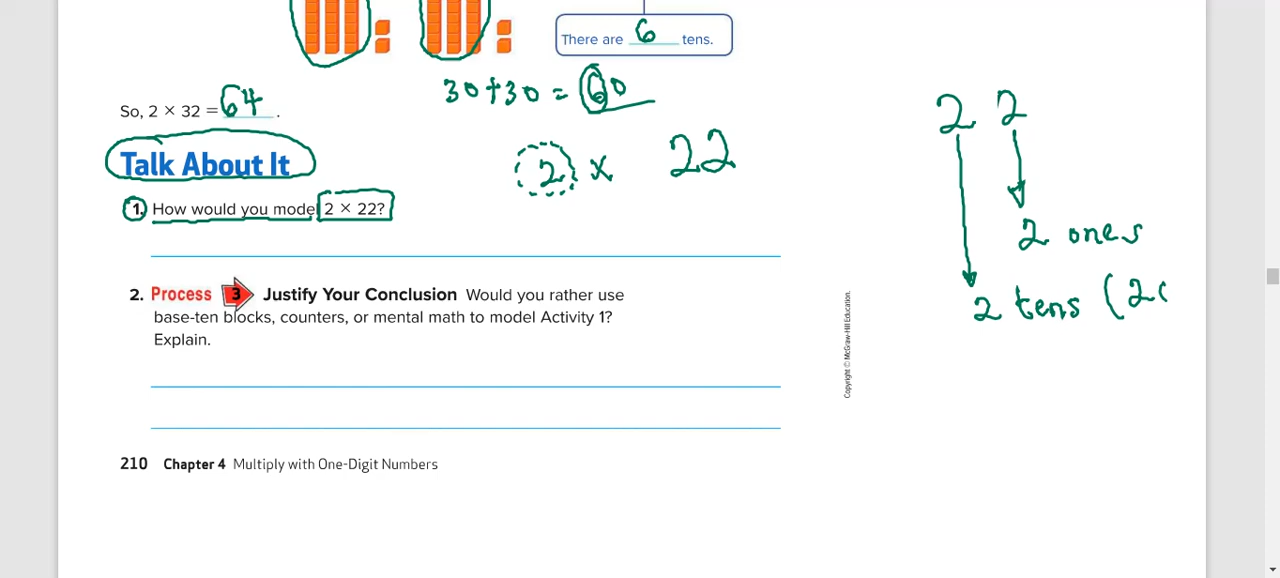 There are 6 tens.
30+30 = 60
So, 2 × 32 = 64.
Talk About It
2 × 22
1. How would you model 2 × 22?
2 2
2 ones
2 tens (20
2. Process 3 Justify Your Conclusion Would you rather use
base-ten blocks, counters, or mental math to model Activity 1?
Explain.
Copyright © McGraw-Hill Education.
210 Chapter 4 Multiply with One-Digit Numbers